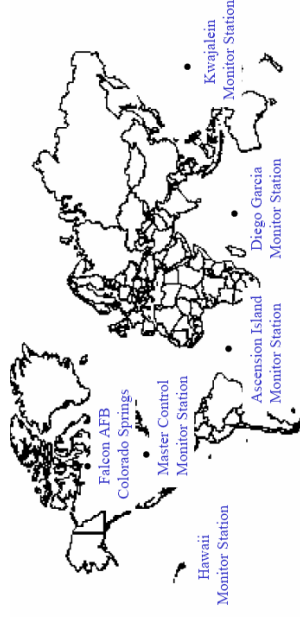 Falcon AFB
Colorado Springs
Master Control
Monitor Station
Hawaii
Monitor Station
Ascension Island
Monitor Station
Diego Garcia
Monitor Station
Kwajalein
Monitor Station